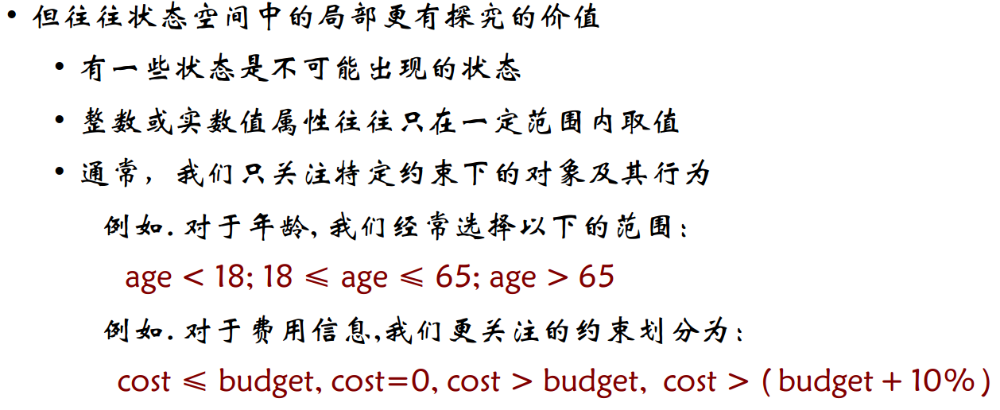 • 但往往状态空间中的局部更有探究的价值
• 有一些状态是不可能出现的状态
• 整数或实数值属性往往只在一定范围内取值
• 通常，我们只关注特定约束下的对象及其行为
例如. 对于年龄, 我们经常选择以下的范围：
age < 18; 18 ⩽ age ⩽ 65; age > 65
例如. 对于费用信息,我们更关注的约束划分为：
cost ⩽ budget, cost=0, cost > budget, cost > (budget + 10%)